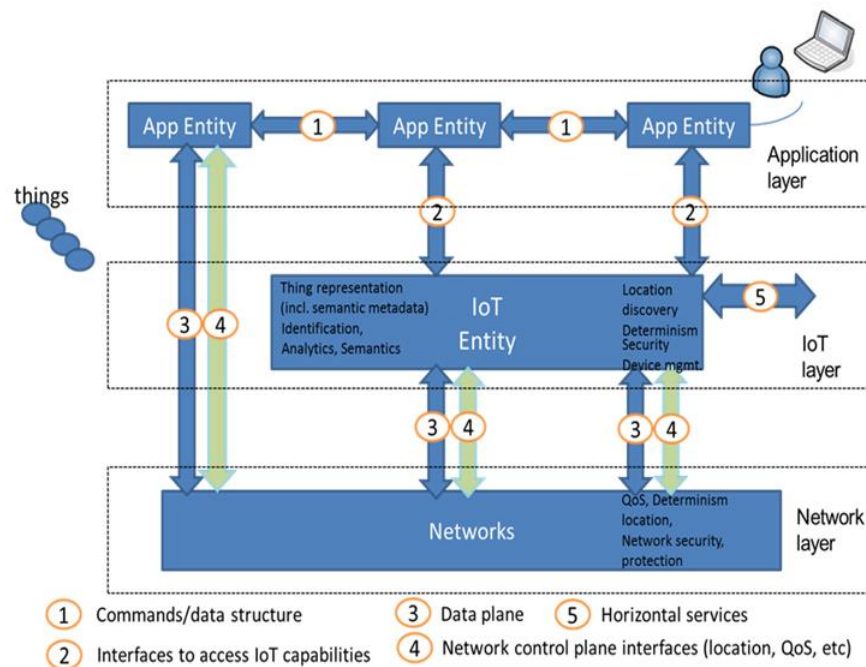 App Entity
1
App Entity
1
App Entity
Application
layer
things
2
2
Thing representation
(incl. semantic metadata)
Identification,
Analytics, Semantics
IoT
Entity
Location
discovery
Determinism
Security
Device mgmt.
5
IoT
layer
3
4
3
4
3
4
Networks
QoS, Determinism
location,
Network security,
protection
Network
layer
1 Commands/data structure
3 Data plane
5 Horizontal services
2 Interfaces to access IoT capabilities
4 Network control plane interfaces (location, QoS, etc)